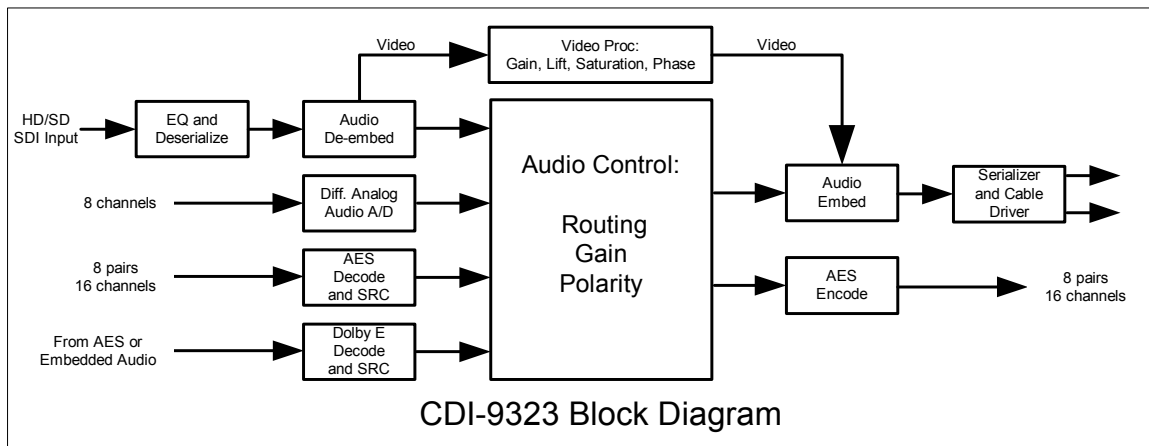 Video
Video Proc:
Gain, Lift, Saturation, Phase
Video
HD/SD
SDI Input
EQ and
Deserialize
Audio
De-embed
Audio Control:
Routing
Gain
Polarity
8 channels
Diff. Analog
Audio A/D
Audio
Embed
Serializer
and Cable
Driver
8 pairs
16 channels
AES
Decode
and SRC
AES
Encode
8 pairs
16 channels
From AES or
Embedded Audio
Dolby E
Decode
and SRC
CDI-9323 Block Diagram